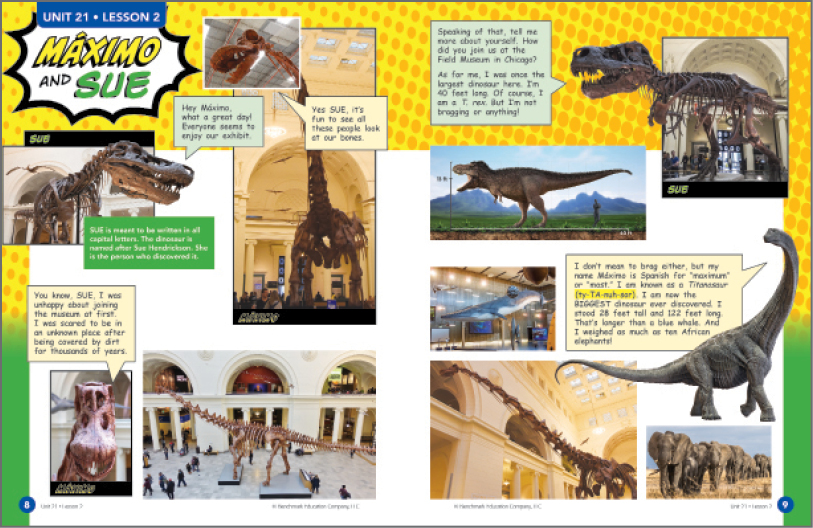 UNIT 21 • LESSON 2
MÁXIMO
AND SUE
Hey Máximo,
what a great day!
Everyone seems to
enjoy our exhibit.
Yes SUE, it's
fun to see all
these people look
at our bones.
SUE
SUE is meant to be written in all
capital letters. The dinosaur is
named after Sue Hendrickson. She
is the person who discovered it.
MÁXIMO
You know, SUE, I was
unhappy about joining
the museum at first.
I was scared to be in
an unknown place after
being covered by dirt
for thousands of years.
MÁXIMO
8 Unit 21 • Lesson 2
© Benchmark Education Company, LLC
Speaking of that, tell me
more about yourself. How
did you join us at the
Field Museum in Chicago?
As for me, I was once the
largest dinosaur here. I'm
40 feet long. Of course, I
am a T. rex. But I'm not
bragging or anything!
SUE
40 ft
I don't mean to brag either, but my
name Máximo is Spanish for "maximum"
or "most." I am known as a Titanosaur
(ty-TA-nuh-sor). I am now the
BIGGEST dinosaur ever discovered. I
stood 28 feet tall and 122 feet long.
That's longer than a blue whale. And
I weighed as much as ten African
elephants!
© Benchmark Education Company, LLC
Unit 21 • Lesson 2 9